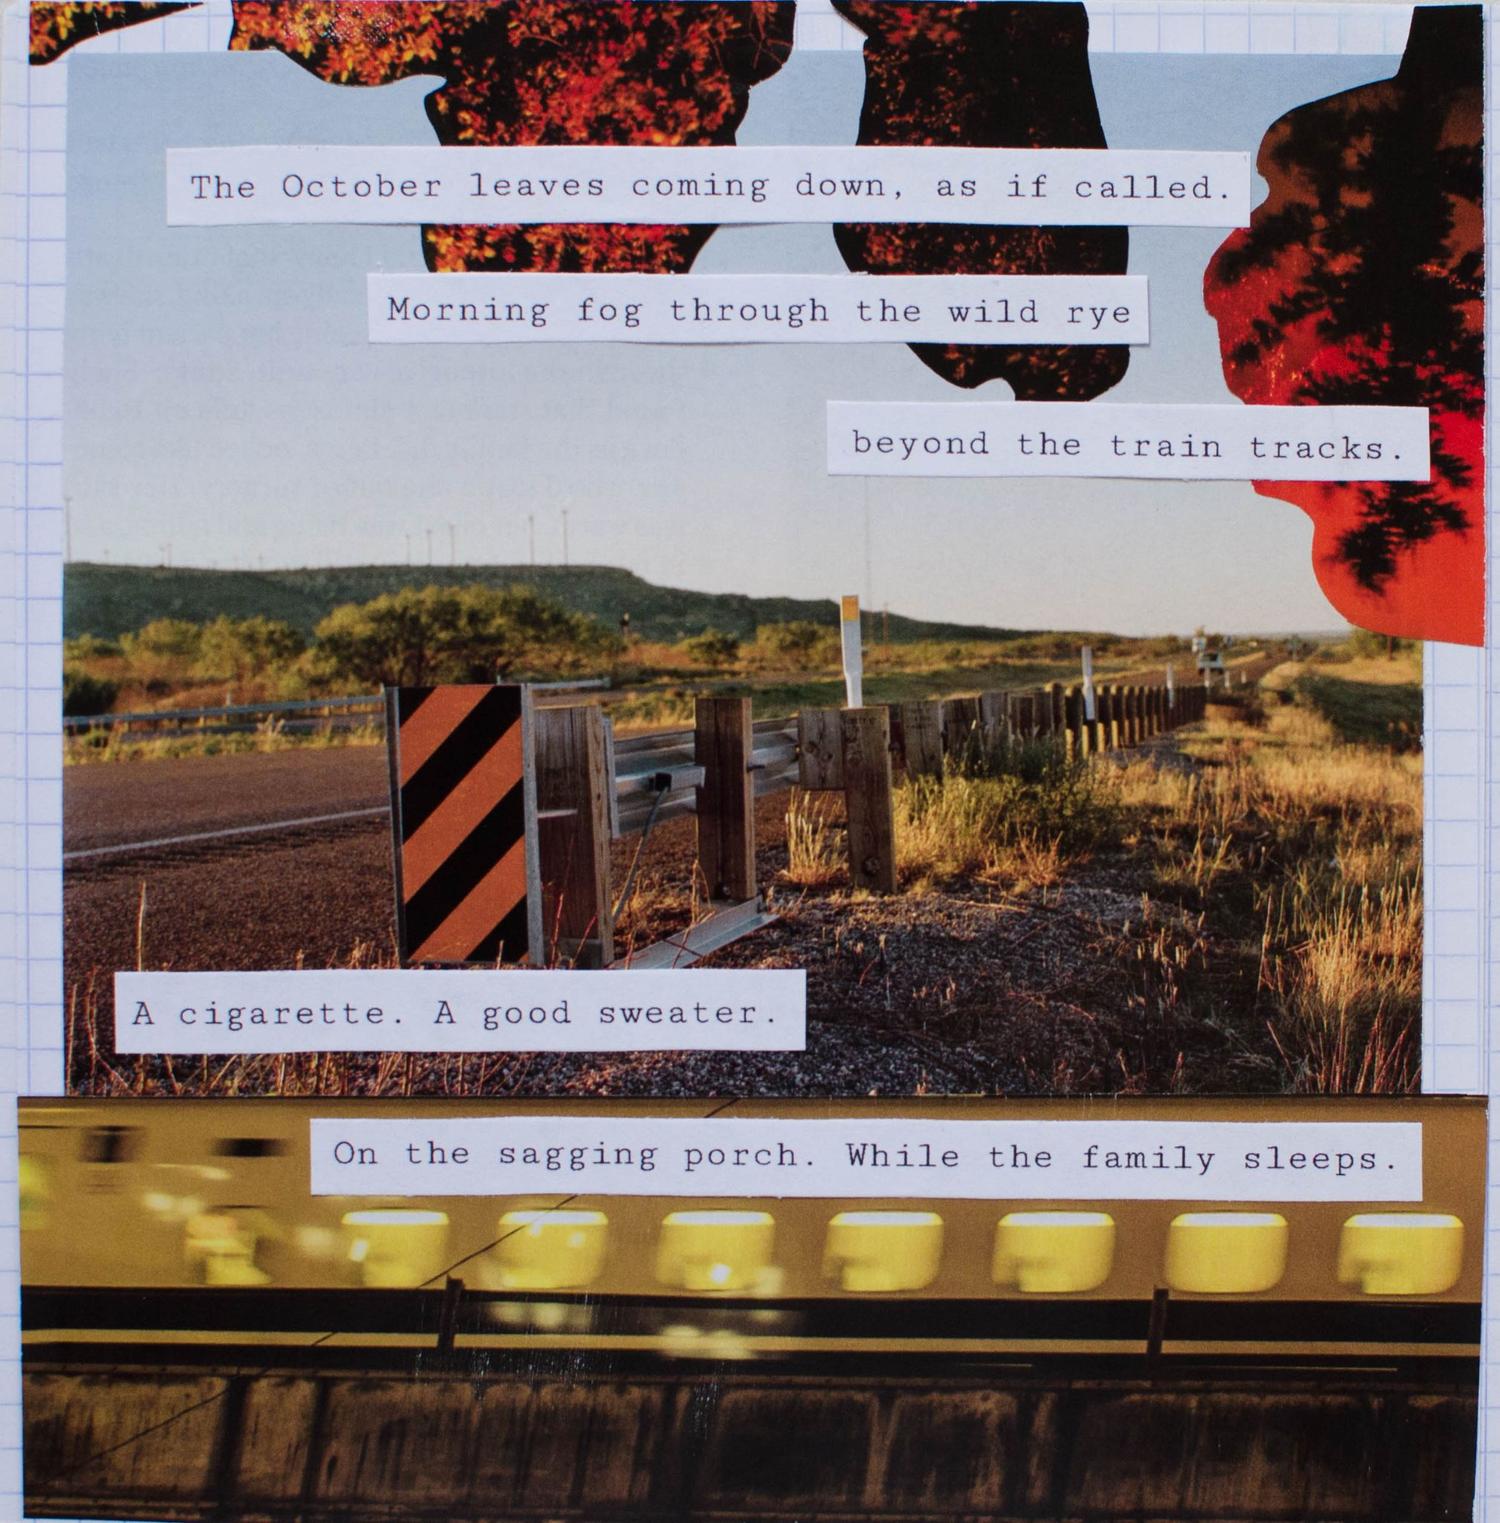 The October leaves coming down, as if called.
Morning fog through the wild rye
beyond the train tracks.
A cigarette. A good sweater.
On the sagging porch. While the family sleeps.